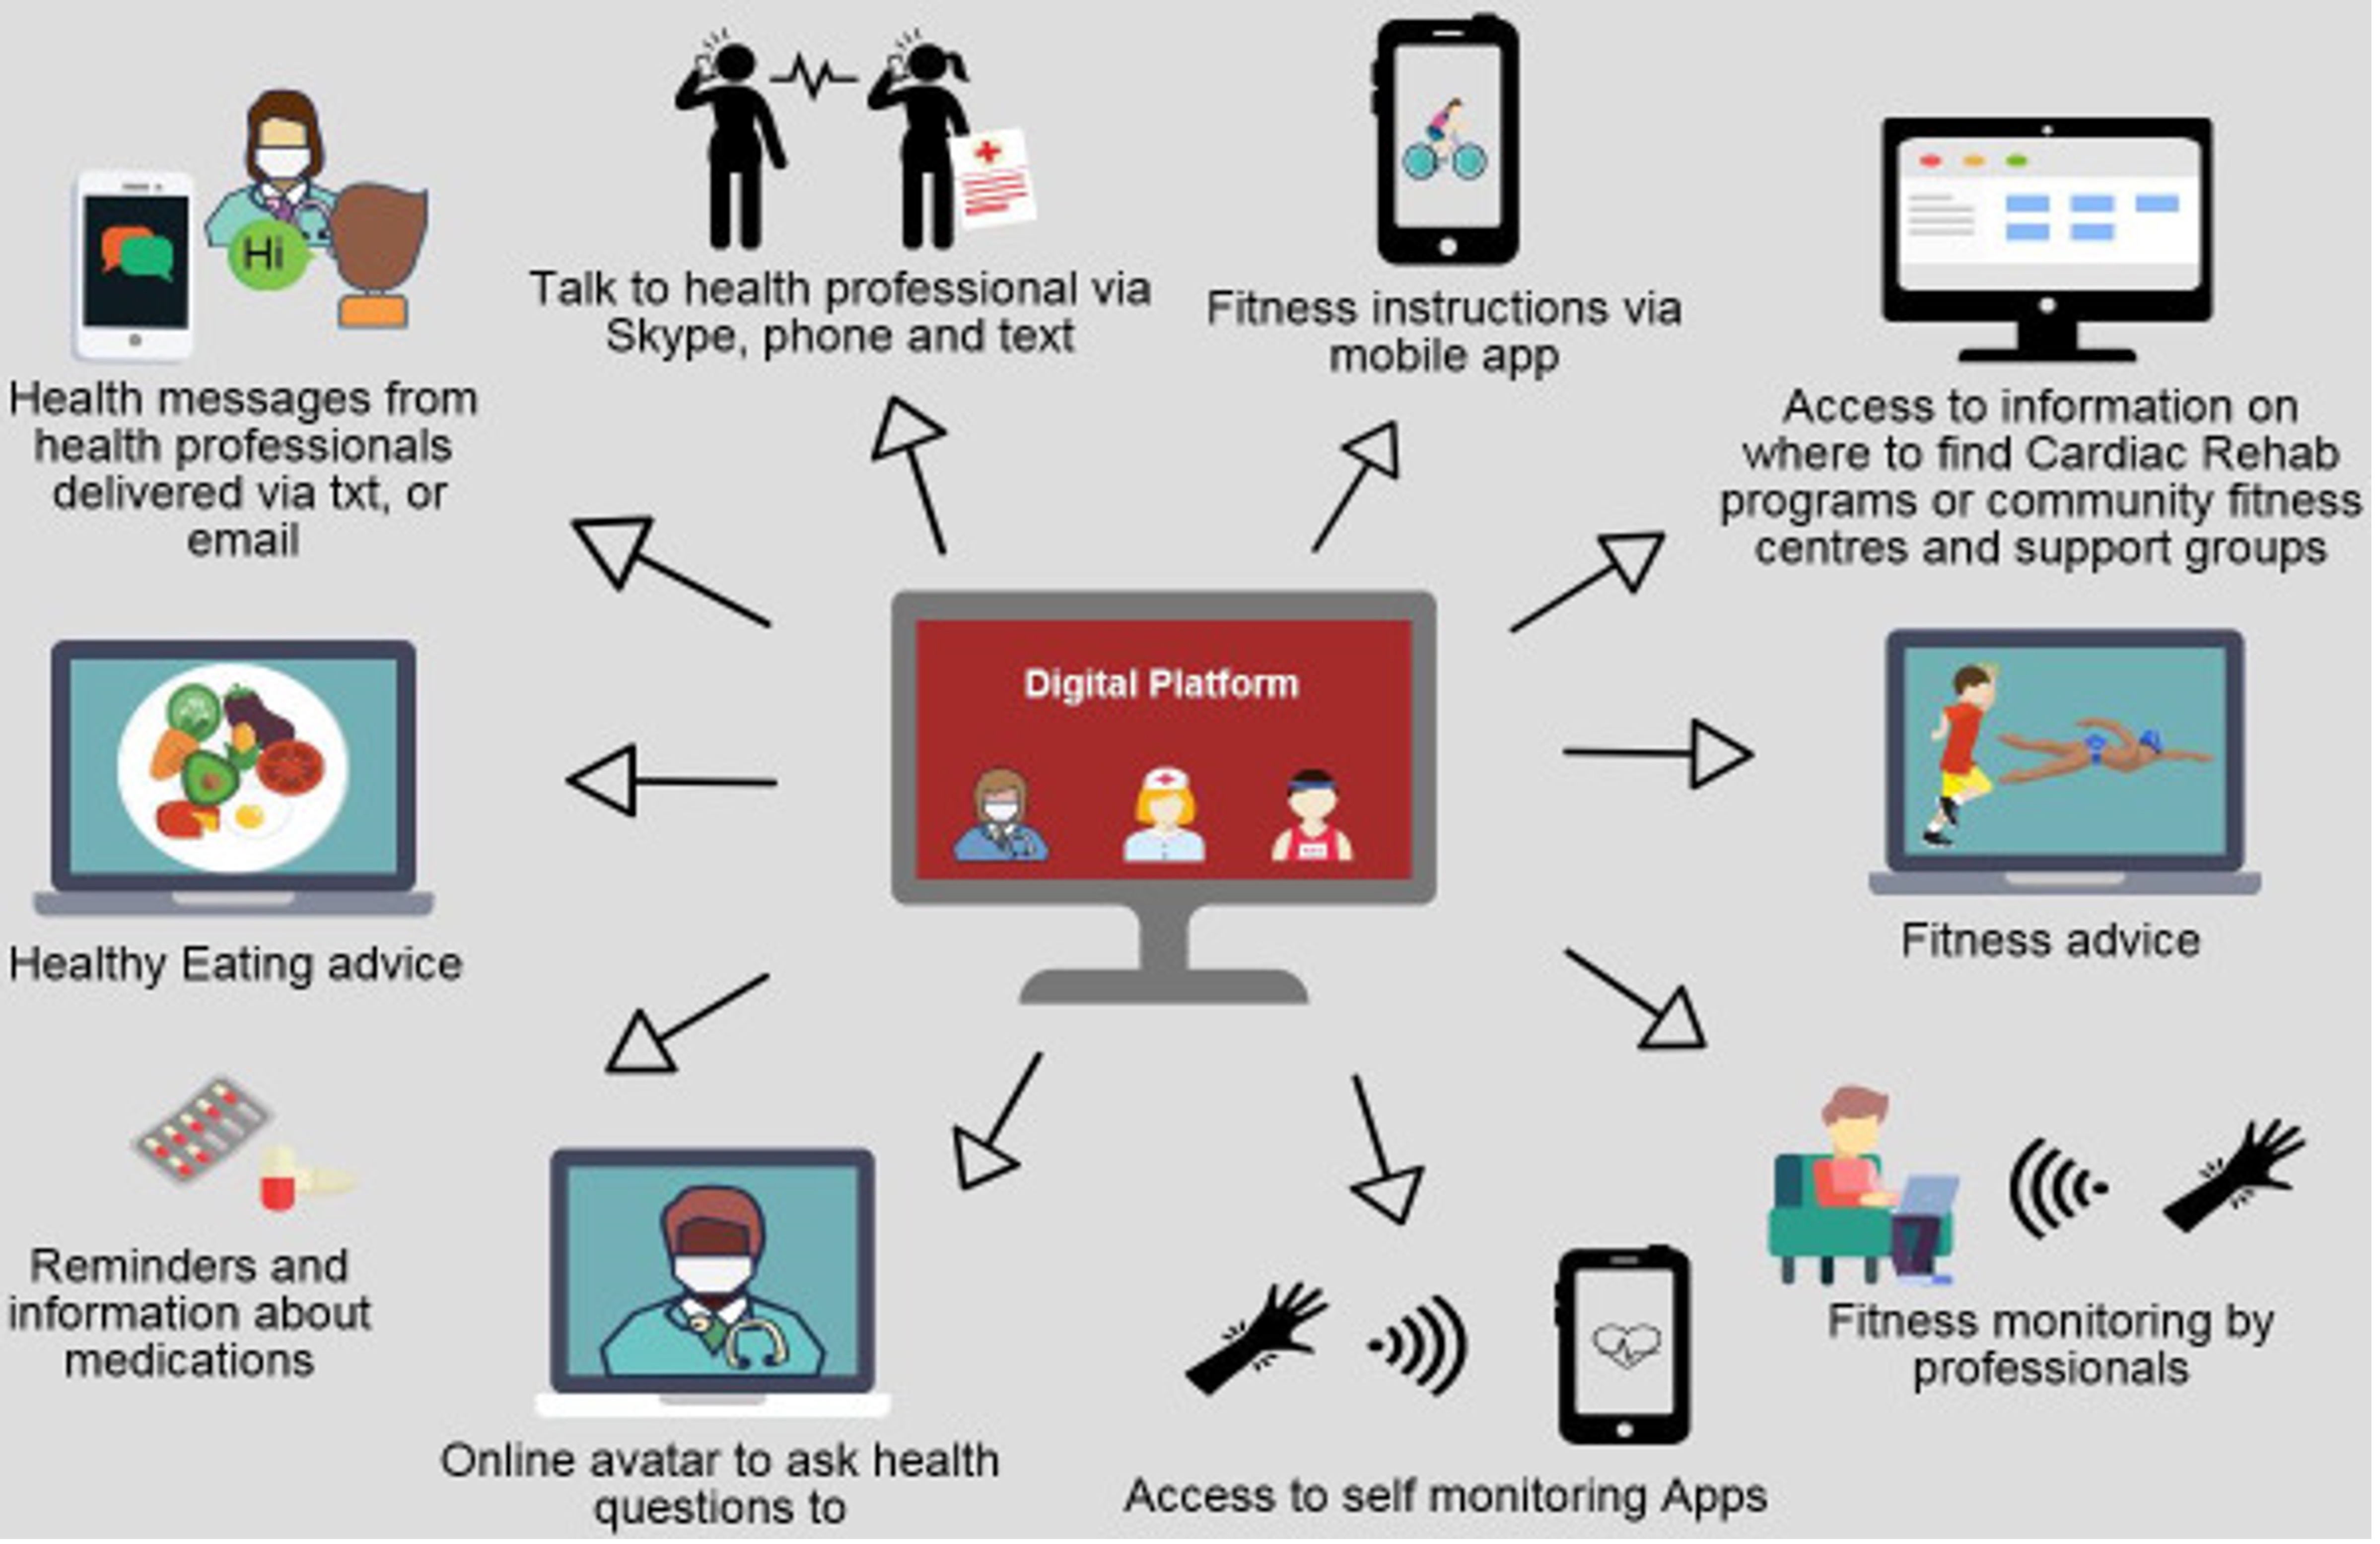 Hi
Health messages from
health professionals
delivered via txt, or
email
Talk to health professional via
Skype, phone and text
Fitness instructions via
mobile app
Access to information on
where to find Cardiac Rehab
programs or community fitness
centres and support groups
Digital Platform
Healthy Eating advice
Fitness advice
Reminders and
information about
medications
Online avatar to ask health
questions to
Access to self monitoring Apps
Fitness monitoring by
professionals